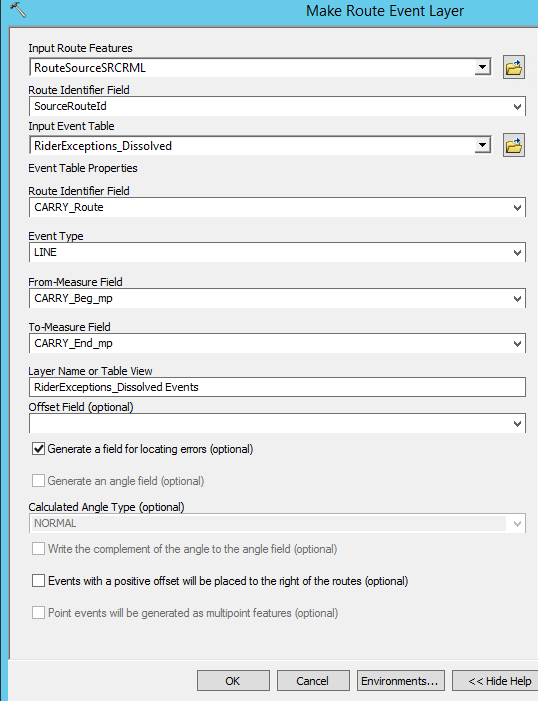 Make Route Event Layer
Input Route Features
RouteSourceSRCRML
Route Identifier Field
SourceRouteId
Input Event Table
RiderExceptions_Dissolved
Event Table Properties
Route Identifier Field
CARRY_Route
Event Type
LINE
From-Measure Field
CARRY_Beg_mp
To-Measure Field
CARRY_End_mp
Layer Name or Table View
RiderExceptions_Dissolved Events
Offset Field (optional)
Generate a field for locating errors (optional)
Generate an angle field (optional)
Calculated Angle Type (optional)
NORMAL
Write the complement of the angle to the angle field (optional)
Events with a positive offset will be placed to the right of the routes (optional)
Point events will be generated as multipoint features (optional)
OK Cancel Environments... << Hide Help